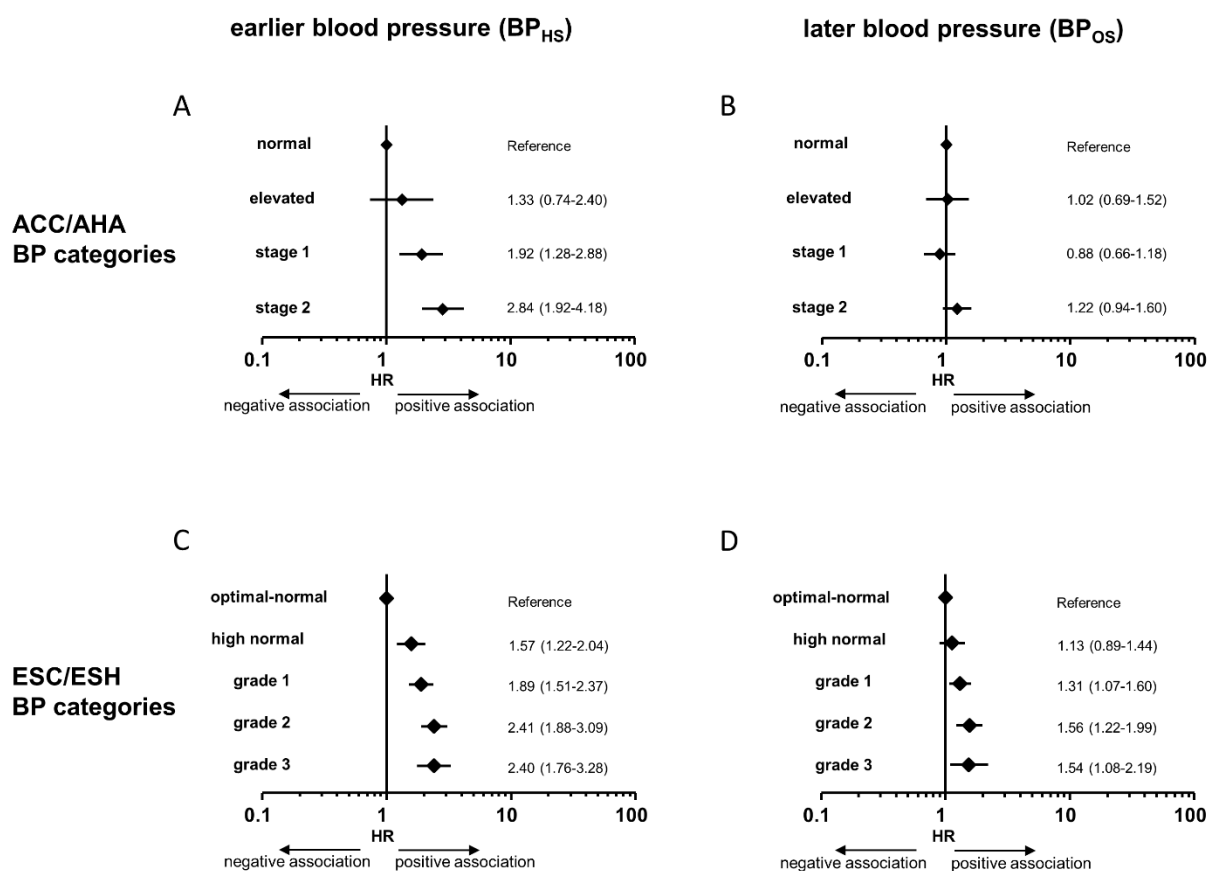 earlier blood pressure (BPHS)
later blood pressure (BPOS)
ACC/AHA
BP categories
A
normal Reference
elevated 1.33 (0.74-2.40)
stage 1 1.92 (1.28-2.88)
stage 2 2.84 (1.92-4.18)
0.1 1 10 100
HR
negative association positive association
B
normal Reference
elevated 1.02 (0.69-1.52)
stage 1 0.88 (0.66-1.18)
stage 2 1.22 (0.94-1.60)
0.1 1 10 100
HR
negative association positive association
ESC/ESH
BP categories
C
optimal-normal Reference
high normal 1.57 (1.22-2.04)
grade 1 1.89 (1.51-2.37)
grade 2 2.41 (1.88-3.09)
grade 3 2.40 (1.76-3.28)
0.1 1 10 100
HR
negative association positive association
D
optimal-normal Reference
high normal 1.13 (0.89-1.44)
grade 1 1.31 (1.07-1.60)
grade 2 1.56 (1.22-1.99)
grade 3 1.54 (1.08-2.19)
0.1 1 10 100
HR
negative association positive association